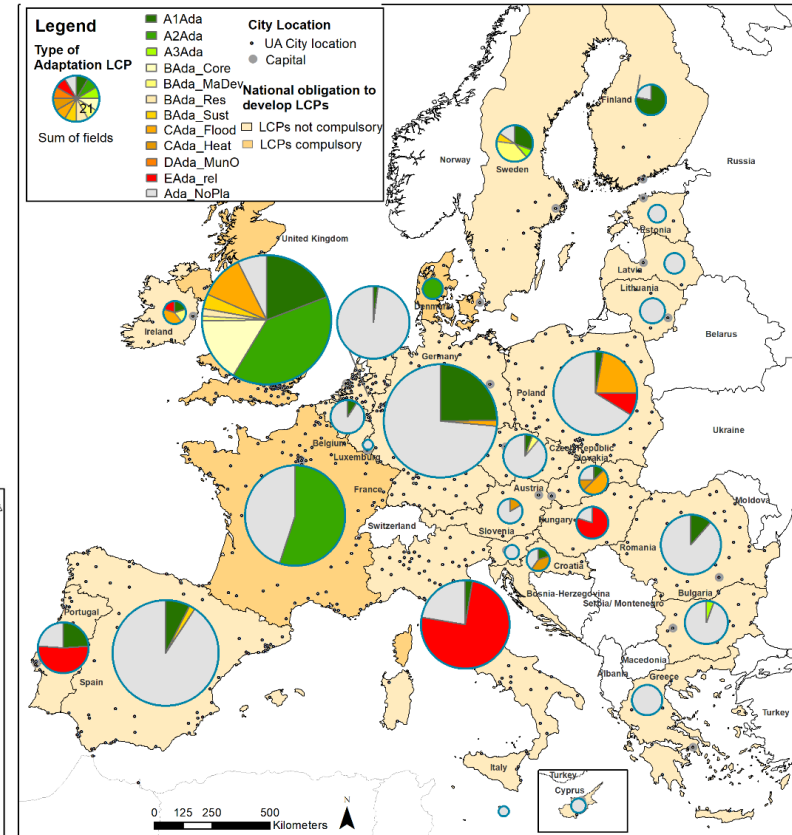 Legend
Type of
Adaptation LCP
21
Sum of fields
A1Ada
A2Ada
A3Ada
BAda_Core
BAda_MaDev
BAda_Res
BAda_Sust
CAda_Flood
CAda_Heat
DAda_MunO
EAda_rel
Ada_NoPla
City Location
UA City location
Capital
National obligation to
develop LCPs
LCPs not compulsory
LCPs compulsory
Finland
Norway
Sweden
Russia
Estonia
United Kingdom
Latvia
Lithuania
Ireland
Denmark
Belarus
Germany
Poland
Ukraine
Belgium
Czech Republic
Luxemburg
Slovakia
France
Austria
Moldova
Switzerland
Hungary
Slovenia
Romania
Croatia
Bosnia-Herzegovina
Serbia/ Montenegro
Bulgaria
Portugal
Macedonia
Albania
Greece
Spain
Turkey
Italy
Turkey
Cyprus
N
0 125 250 500
Kilometers